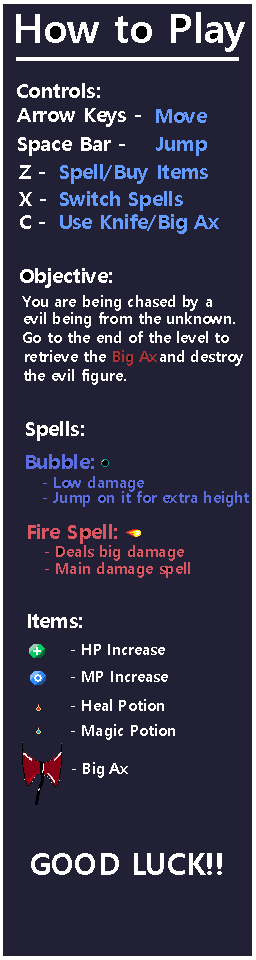 How to Play
Controls:
Arrow Keys - Move
Space Bar - Jump
Z - Spell/Buy Items
X - Switch Spells
C - Use Knife/Big Ax
Objective:
You are being chased by a
evil being from the unknown.
Go to the end of the level to
retrieve the Big Ax and destroy
the evil figure.
Spells:
Bubble:
- Low damage
- Jump on it for extra height
Fire Spell:
- Deals big damage
- Main damage spell
Items:
- HP Increase
- MP Increase
- Heal Potion
- Magic Potion
- Big Ax
GOOD LUCK!!